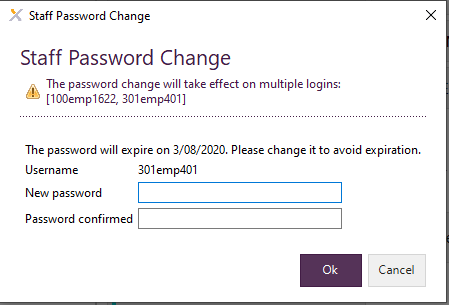 Staff Password Change
Staff Password Change
The password change will take effect on multiple logins:
[100emp1622, 301emp401]
The password will expire on 3/08/2020. Please change it to avoid expiration.
Username 301emp401
New password
Password confirmed
Ok Cancel